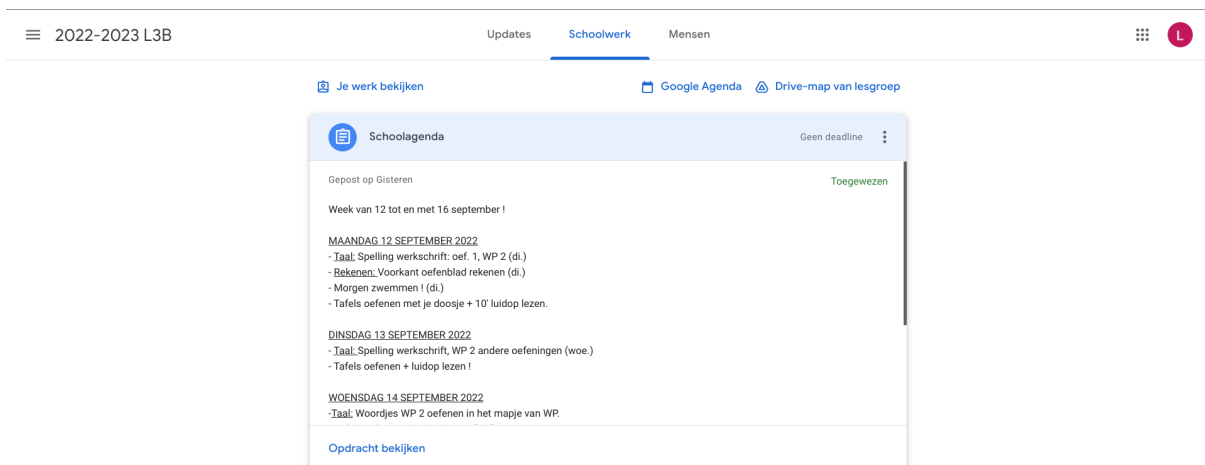 2022-2023 L3B
Updates Schoolwerk Mensen
L
Je werk bekijken Google Agenda Drive-map van lesgroep
Schoolagenda Geen deadline
Gepost op Gisteren Toegewezen
Week van 12 tot en met 16 september !
MAANDAG 12 SEPTEMBER 2022
- Taal: Spelling werkschrift: oef. 1, WP 2 (di.)
- Rekenen: Voorkant oefenblad rekenen (di.)
- Morgen zwemmen ! (di.)
- Tafels oefenen met je doosje + 10' luidop lezen.
DINSDAG 13 SEPTEMBER 2022
- Taal: Spelling werkschrift, WP 2 andere oefeningen (woe.)
- Tafels oefenen + luidop lezen !
WOENSDAG 14 SEPTEMBER 2022
-Taal: Woordjes WP 2 oefenen in het mapje van WP.
Opdracht bekijken